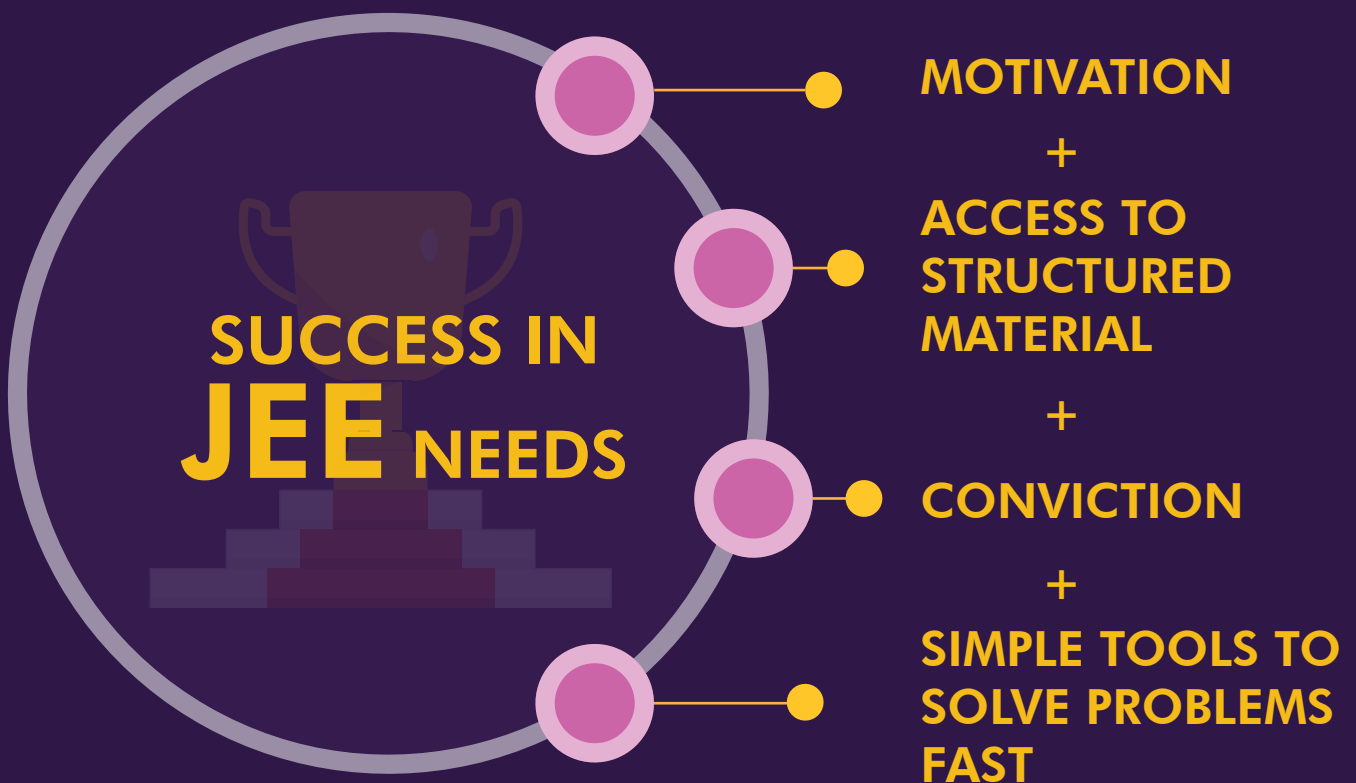 SUCCESS IN
JEE NEEDS
MOTIVATION
+
ACCESS TO
STRUCTURED
MATERIAL
+
CONVICTION
+
SIMPLE TOOLS TO
SOLVE PROBLEMS
FAST